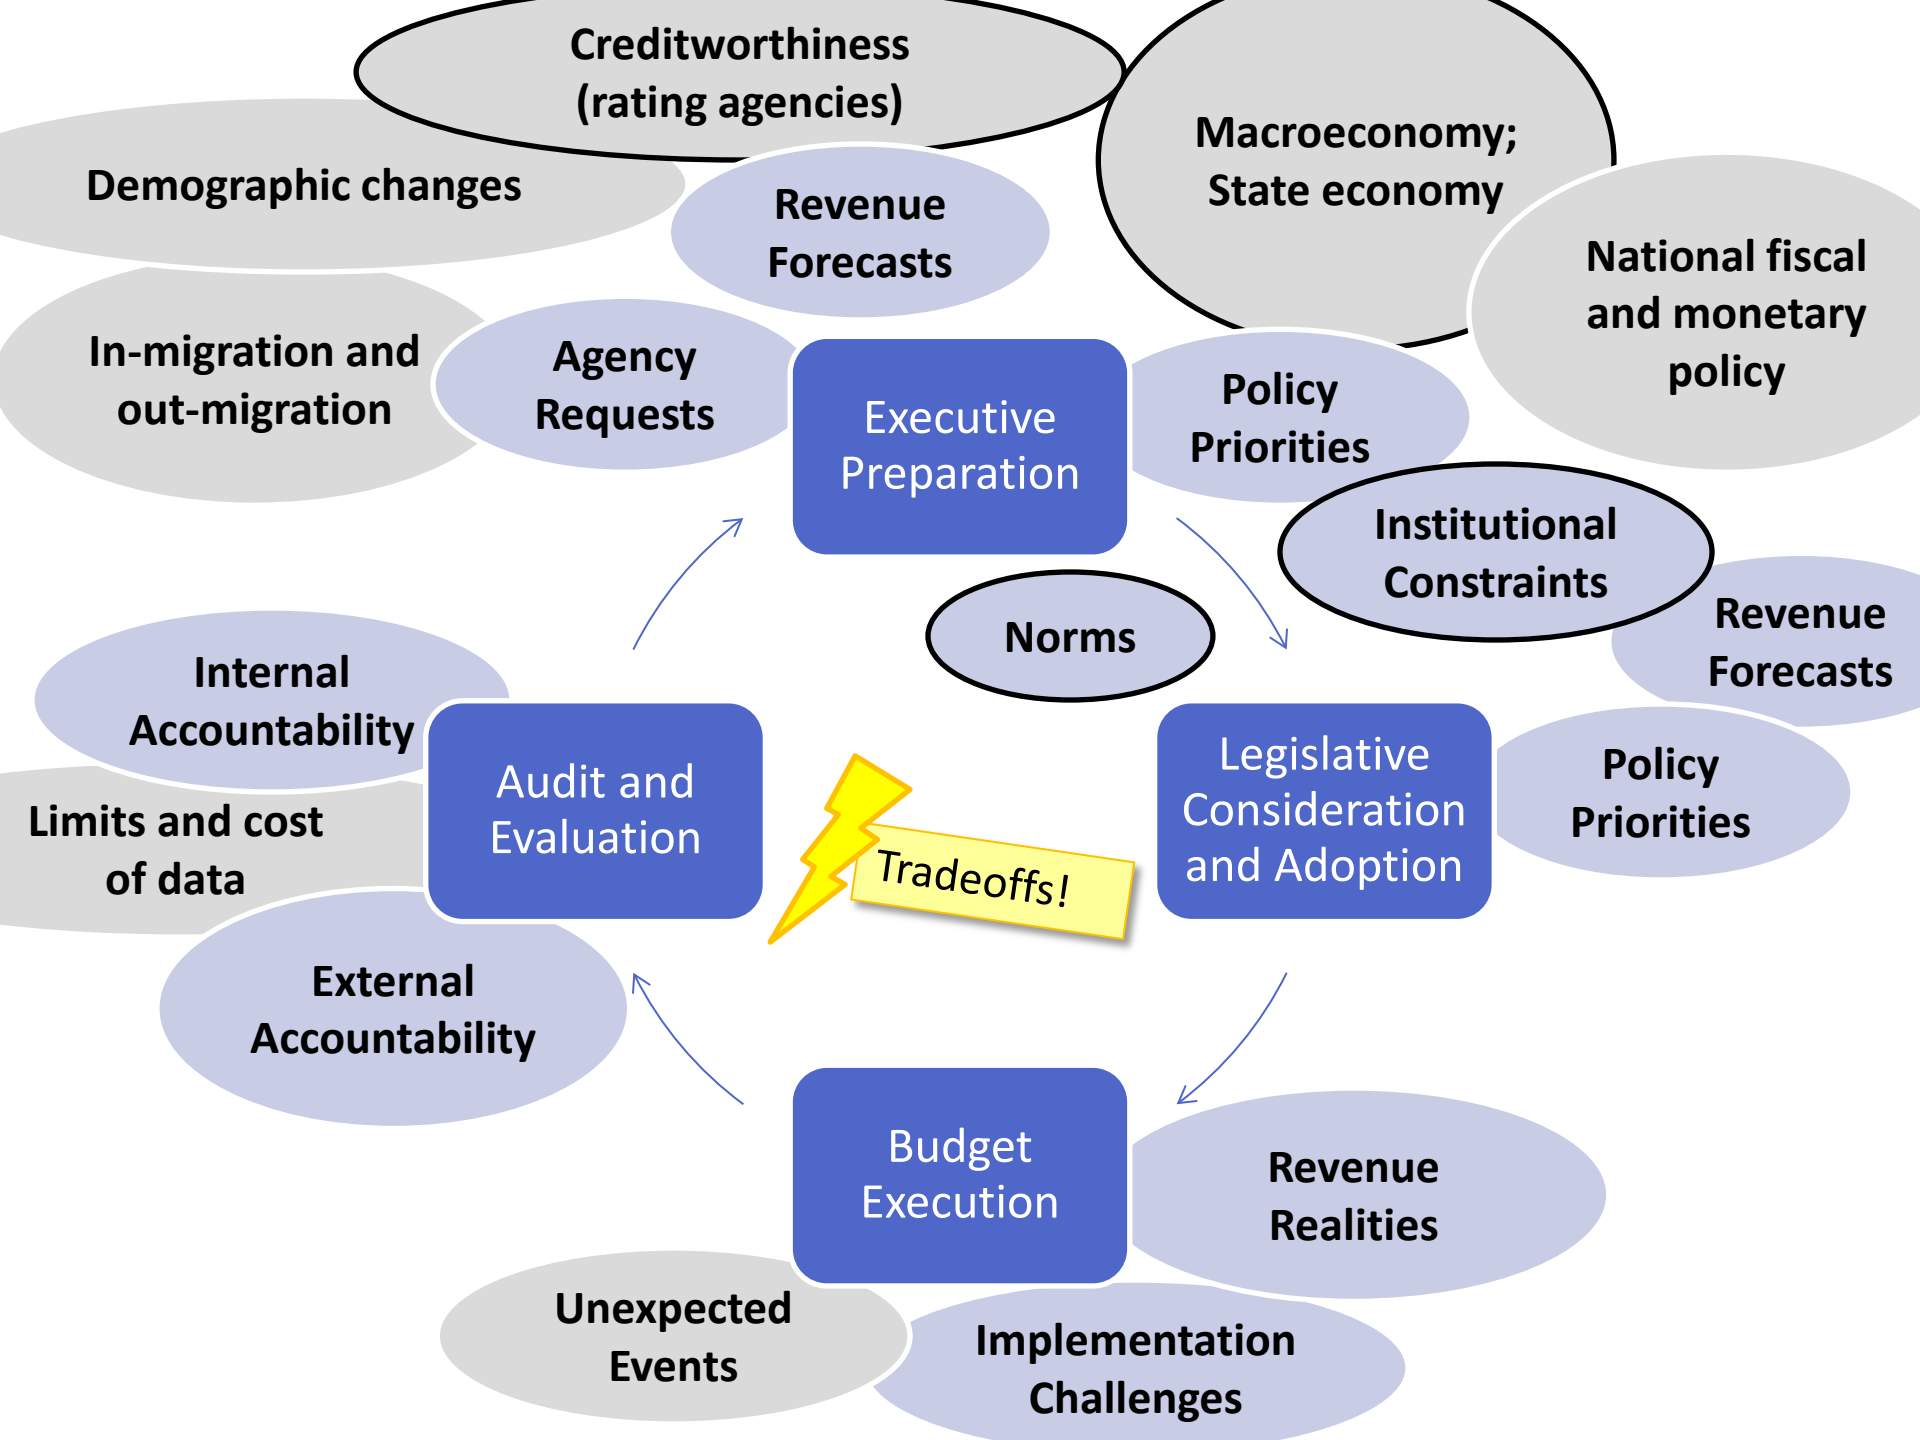 Creditworthiness
(rating agencies)
Macroeconomy;
State economy
Demographic changes
Revenue
Forecasts
National fiscal
and monetary
policy
In-migration and
out-migration
Agency
Requests
Executive
Preparation
Policy
Priorities
Institutional
Constraints
Norms
Revenue
Forecasts
Internal
Accountability
Audit and
Evaluation
Legislative
Consideration
and Adoption
Policy
Priorities
Limits and cost
of data
Tradeoffs!
External
Accountability
Budget
Execution
Revenue
Realities
Unexpected
Events
Implementation
Challenges